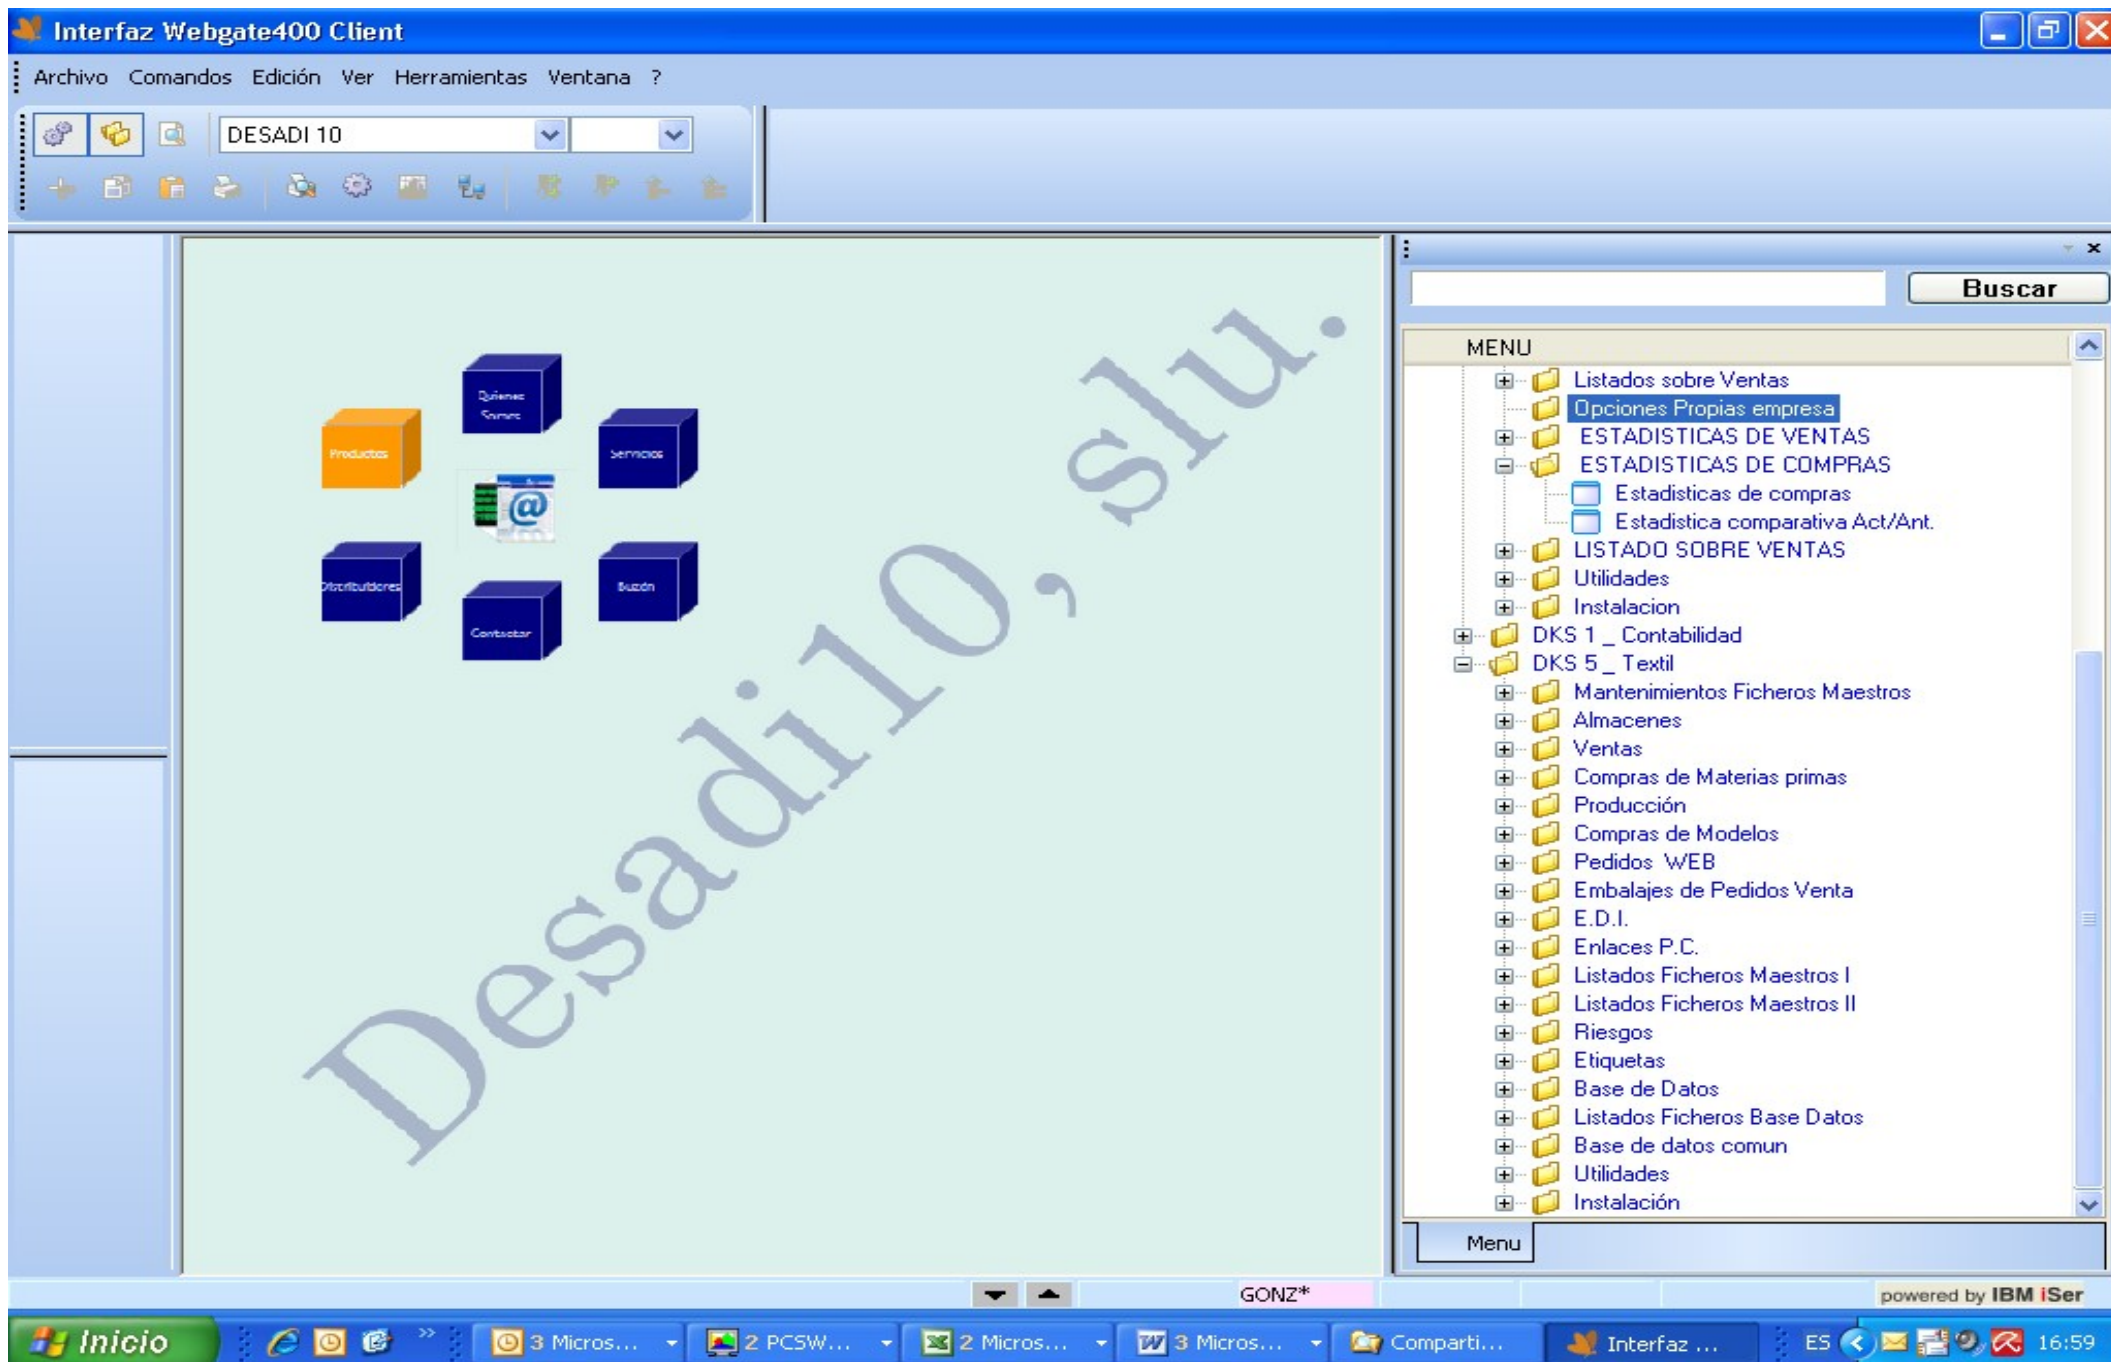 Interfaz Webgate400 Client
Archivo Comandos Edición Ver Herramientas Ventana ?
DESADI 10
Buscar
MENU
Listados sobre Ventas
Opciones Propias empresa
ESTADISTICAS DE VENTAS
ESTADISTICAS DE COMPRAS
Estadisticas de compras
Estadistica comparativa Act/Ant.
LISTADO SOBRE VENTAS
Utilidades
Instalacion
DKS 1 _ Contabilidad
DKS 5 _ Textil
Mantenimientos Ficheros Maestros
Almacenes
Ventas
Compras de Materias primas
Producción
Compras de Modelos
Pedidos WEB
Embalajes de Pedidos Venta
E.D.I.
Enlaces P.C.
Listados Ficheros Maestros I
Listados Ficheros Maestros II
Riesgos
Etiquetas
Base de Datos
Listados Ficheros Base Datos
Base de datos comun
Utilidades
Instalación
Menu
Quienes
Somos
Productos
Servicios
@
Distribuidores
Buzón
Contactar
Desadi10, slu.
GONZ*
powered by IBM iSer
Inicio
»
3 Micros...
2 PCSW...
2 Micros...
3 Micros...
Comparti...
Interfaz ...
ES
16:59